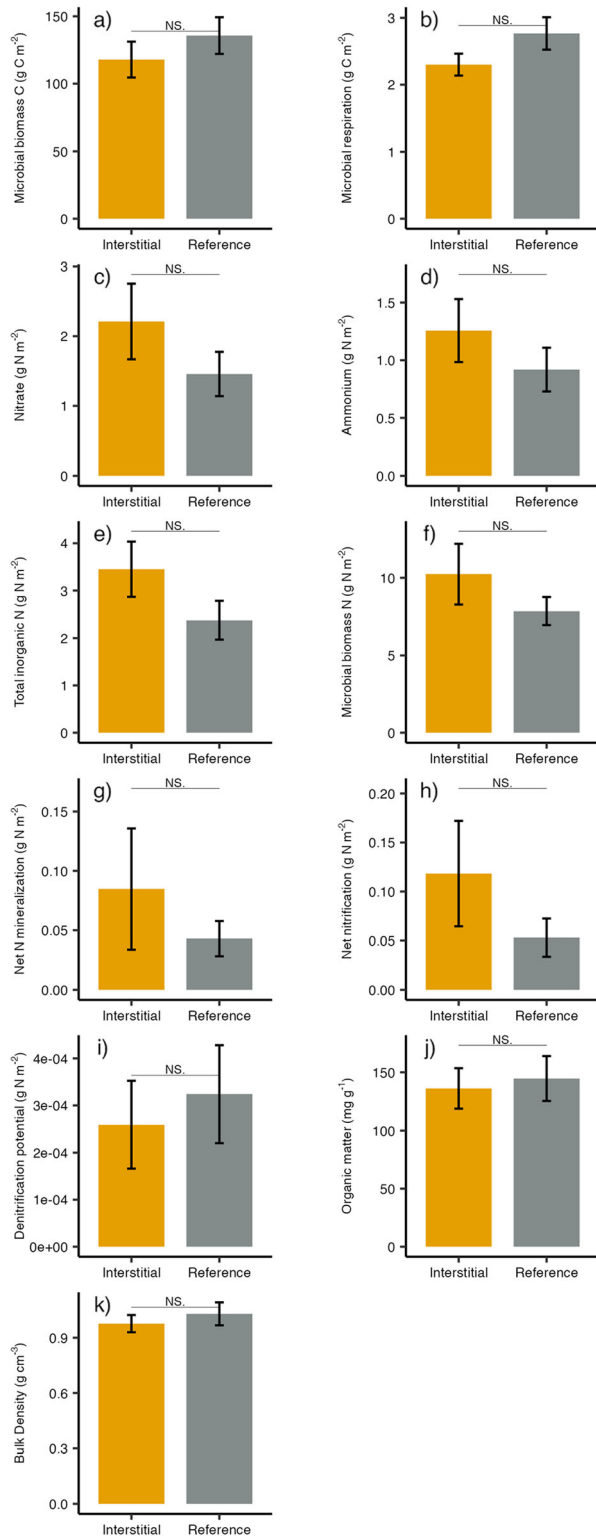 a)
NS.
Microbial biomass C (g C m⁻²)
150
100
50
0
Interstitial Reference
b)
NS.
Microbial respiration (g C m⁻²)
3
2
1
0
Interstitial Reference
c)
NS.
Nitrate (g N m⁻²)
3
2
1
0
Interstitial Reference
d)
NS.
Ammonium (g N m⁻²)
1.5
1.0
0.5
0.0
Interstitial Reference
e)
NS.
Total inorganic N (g N m⁻²)
4
3
2
1
0
Interstitial Reference
f)
NS.
Microbial biomass N (g N m⁻²)
10
5
0
Interstitial Reference
g)
NS.
Net N mineralization (g N m⁻²)
0.15
0.10
0.05
0.00
Interstitial Reference
h)
NS.
Net nitrification (g N m⁻²)
0.20
0.15
0.10
0.05
0.00
Interstitial Reference
i)
NS.
Denitrification potential (g N m⁻²)
4e-04
3e-04
2e-04
1e-04
0e+00
Interstitial Reference
j)
NS.
Organic matter (mg g⁻¹)
150
100
50
0
Interstitial Reference
k)
NS.
Bulk Density (g cm⁻³)
0.9
0.6
0.3
0.0
Interstitial Reference